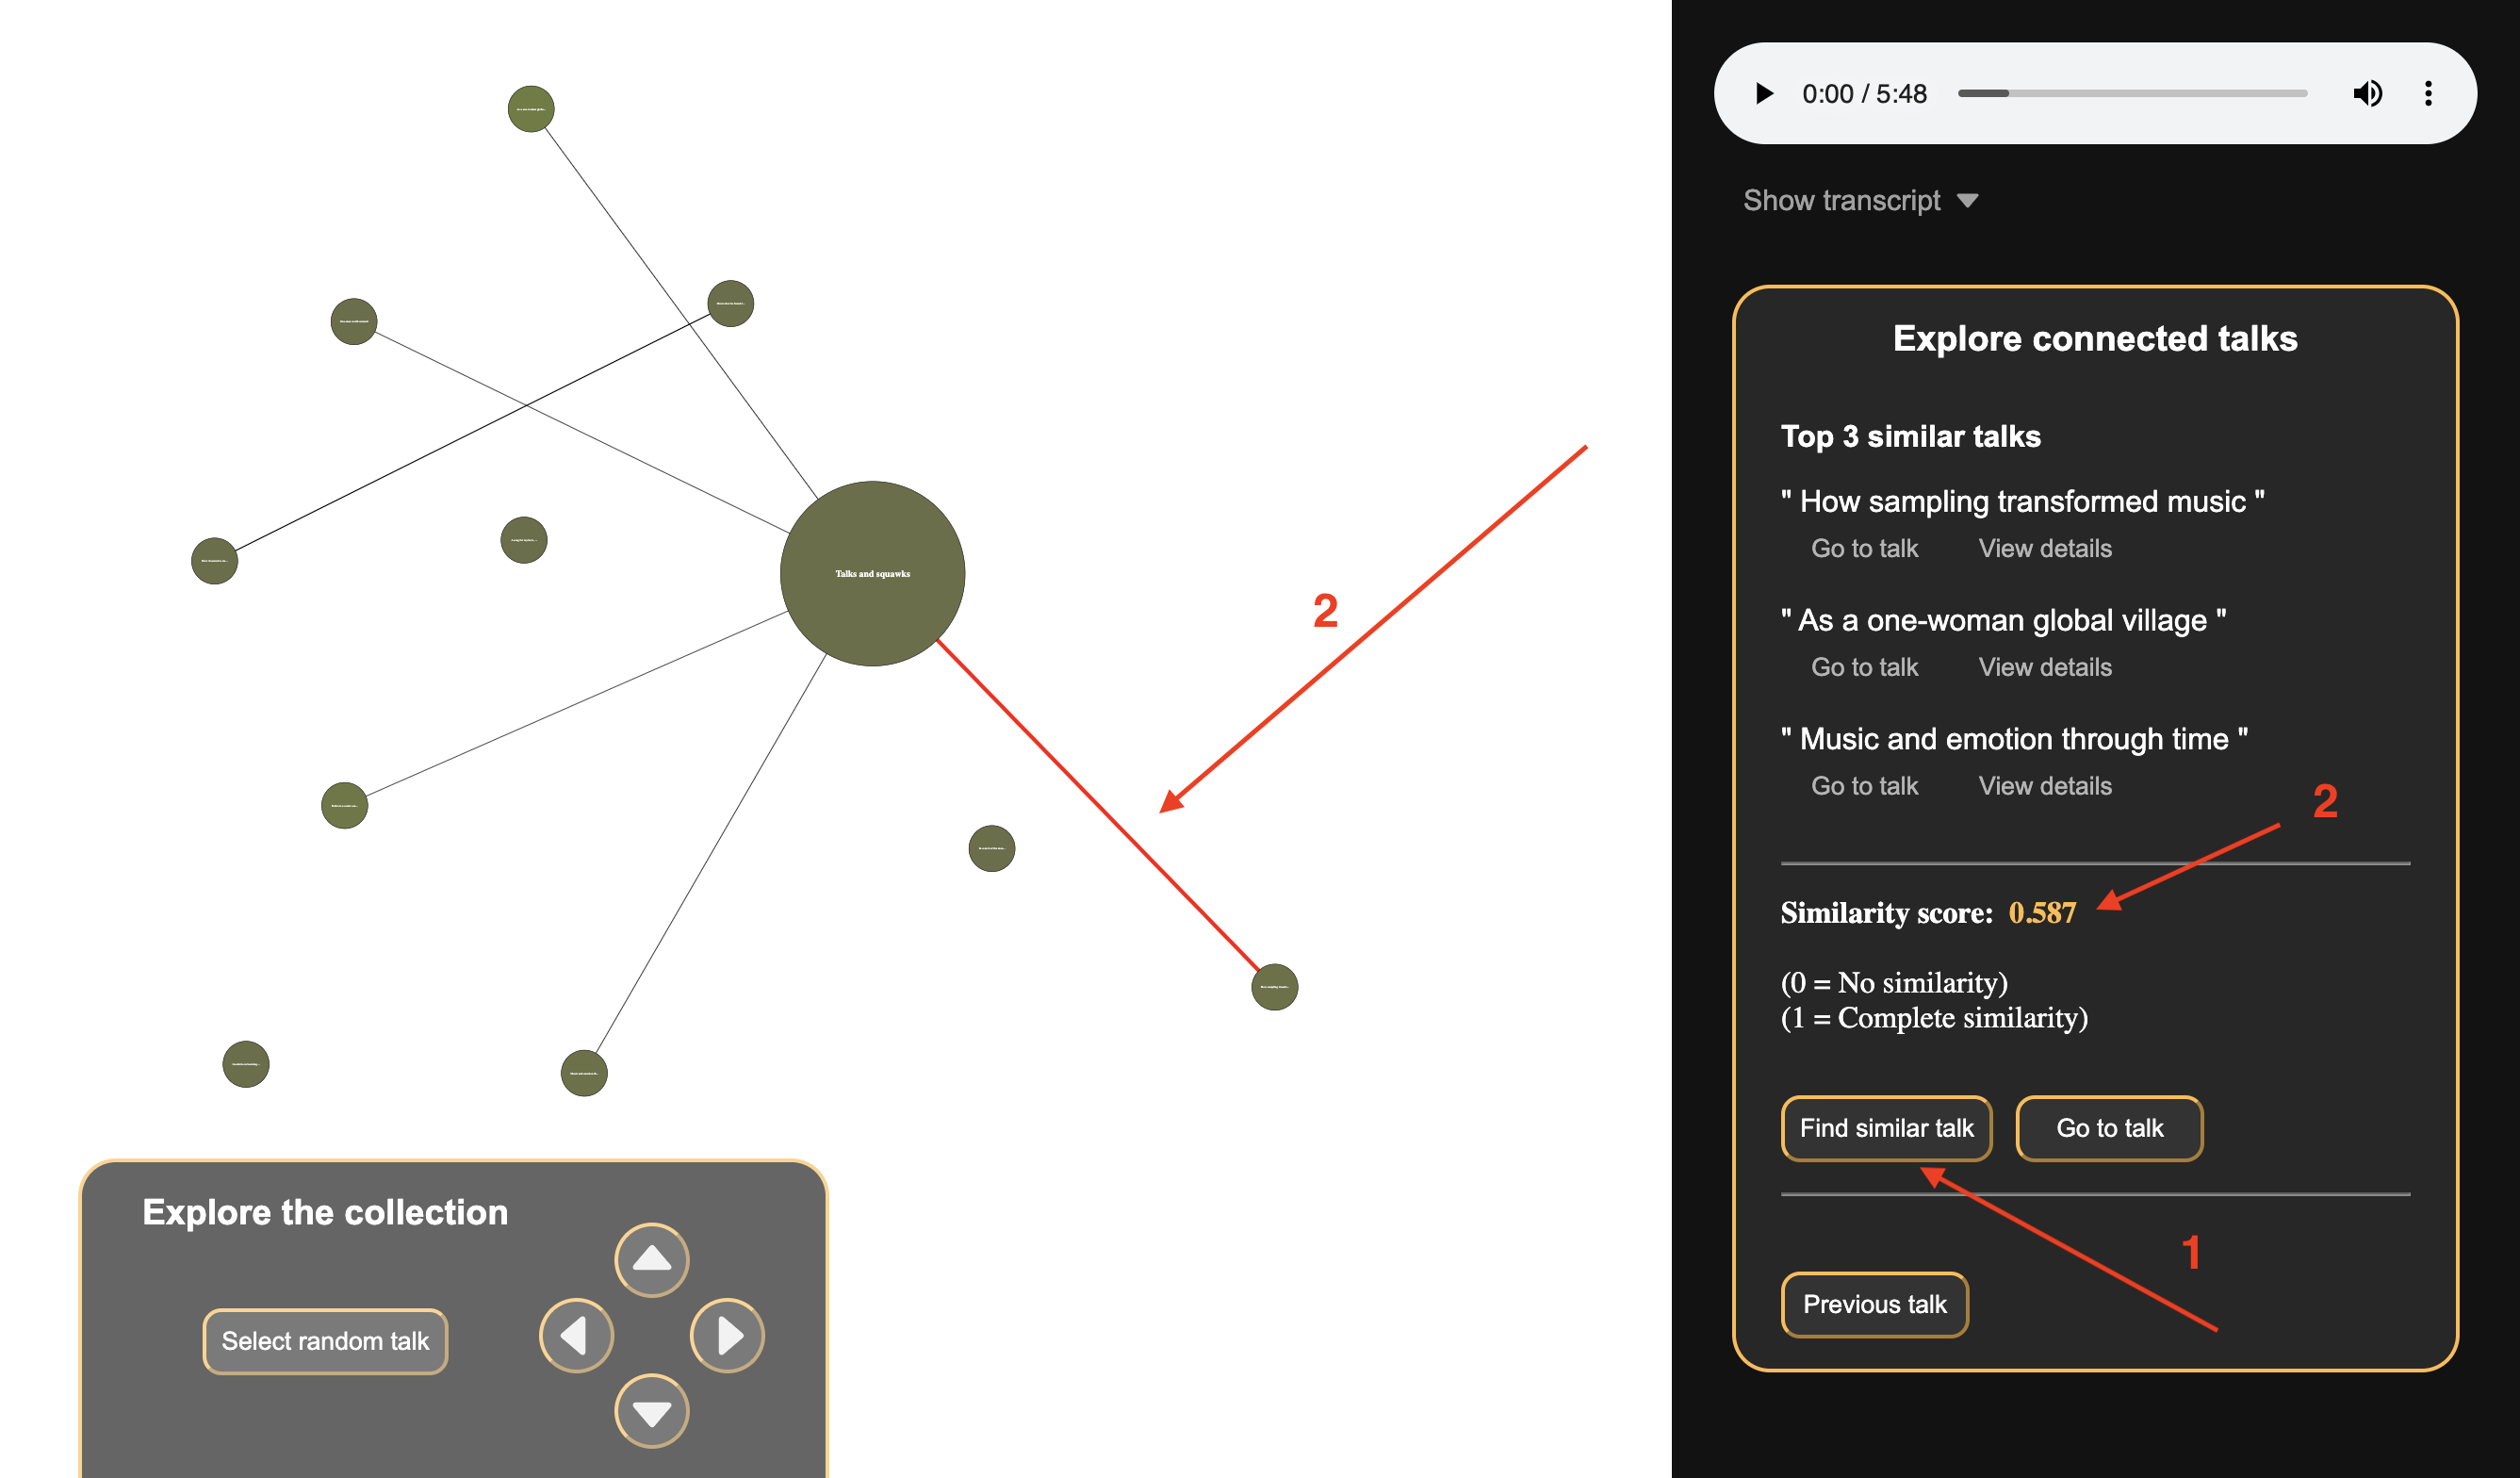 Talks and squawks
2
Explore the collection
Select random talk
0:00 / 5:48
Show transcript
Explore connected talks
Top 3 similar talks
" How sampling transformed music "
Go to talk View details
" As a one-woman global village "
Go to talk View details
" Music and emotion through time "
Go to talk View details
2
Similarity score: 0.587
(0 = No similarity)
(1 = Complete similarity)
Find similar talk Go to talk
1
Previous talk